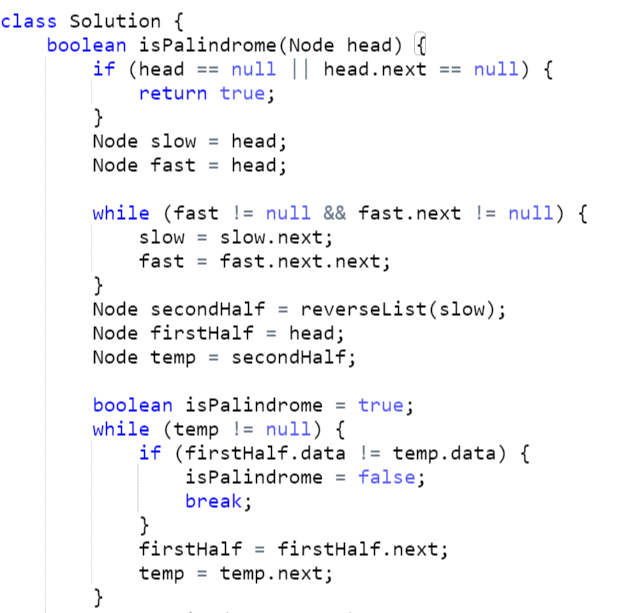 class Solution {
    boolean isPalindrome(Node head) {
        if (head == null || head.next == null) {
            return true;
        }
        Node slow = head;
        Node fast = head;

        while (fast != null && fast.next != null) {
            slow = slow.next;
            fast = fast.next.next;
        }
        Node secondHalf = reverseList(slow);
        Node firstHalf = head;
        Node temp = secondHalf;

        boolean isPalindrome = true;
        while (temp != null) {
            if (firstHalf.data != temp.data) {
                isPalindrome = false;
                break;
            }
            firstHalf = firstHalf.next;
            temp = temp.next;
        }